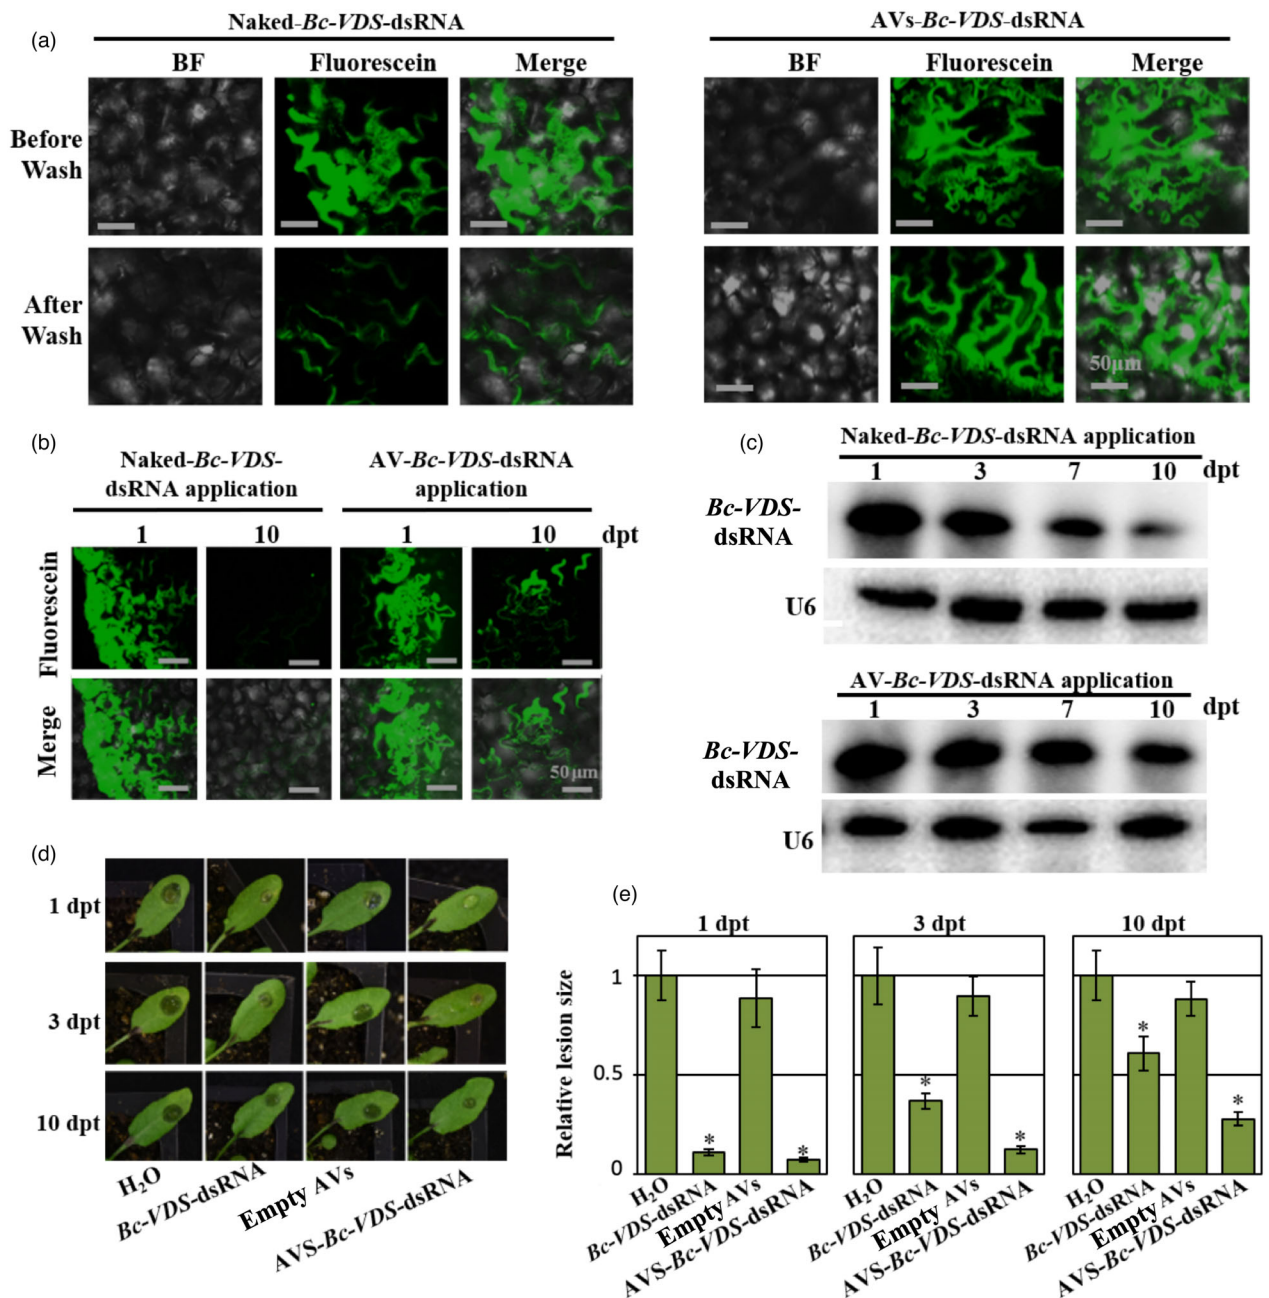 (a)
Naked-Bc-VDS-dsRNA
AVs-Bc-VDS-dsRNA
BF Fluorescein Merge
BF Fluorescein Merge
Before
Wash
After
Wash
50μm
(b)
Naked-Bc-VDS-
dsRNA application
AV-Bc-VDS-dsRNA
application
1 10 1 10 dpt
Fluorescein
Merge
50μm
(c)
Naked-Bc-VDS-dsRNA application
1 3 7 10 dpt
Bc-VDS-
dsRNA
U6
AV-Bc-VDS-dsRNA application
1 3 7 10 dpt
Bc-VDS-
dsRNA
U6
(d)
1 dpt
3 dpt
10 dpt
H₂O
Bc-VDS-dsRNA
Empty AVs
AVS-Bc-VDS-dsRNA
(e)
1 dpt 3 dpt 10 dpt
Relative lesion size
1
0.5
0
* *
* *
* *
H₂O
Bc-VDS-dsRNA
Empty AVs
AVS-Bc-VDS-dsRNA
H₂O
Bc-VDS-dsRNA
Empty AVs
AVS-Bc-VDS-dsRNA
H₂O
Bc-VDS-dsRNA
Empty AVs
AVS-Bc-VDS-dsRNA